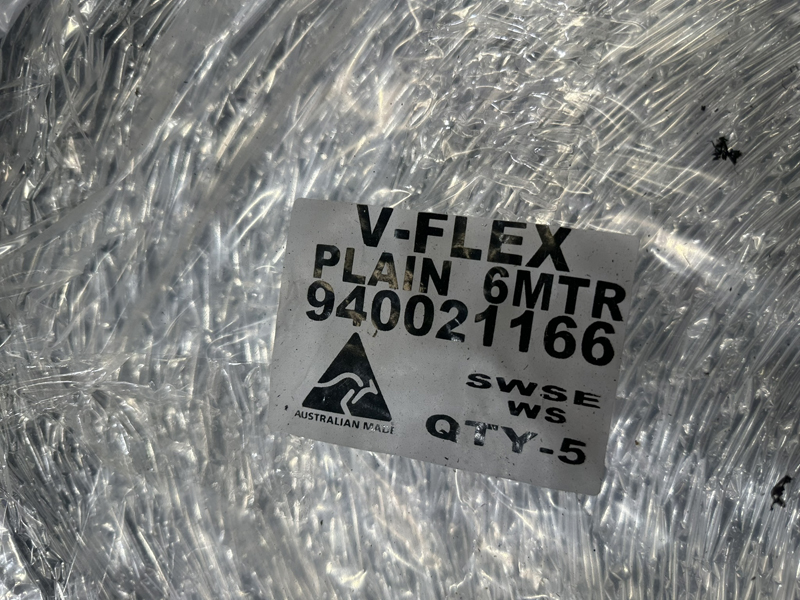 V-FLEX
PLAIN 6MTR
940021166
AUSTRALIAN MADE
SWSE
WS
QTY-5